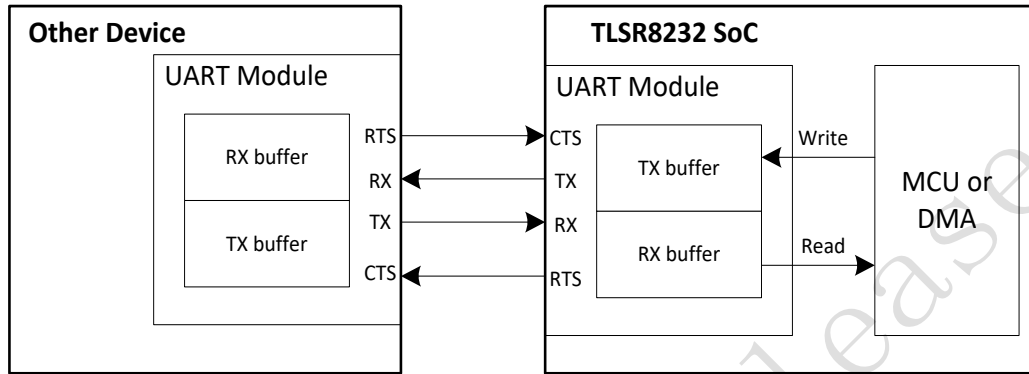 Other Device
UART Module
RX buffer
TX buffer
RTS
RX
TX
CTS
TLSR8232 SoC
UART Module
CTS
TX
RX
RTS
TX buffer
RX buffer
Write
Read
MCU or
DMA
lease